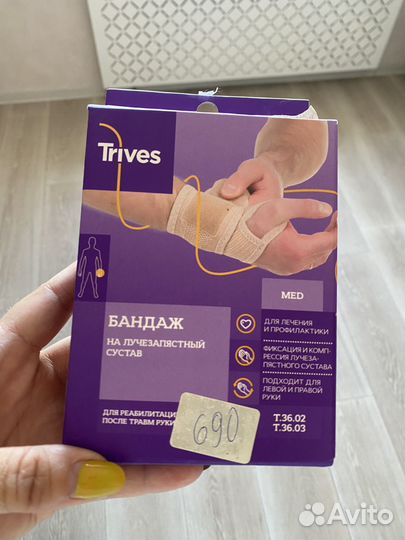 Trives
MED
БАНДАЖ
НА ЛУЧЕЗАПЯСТНЫЙ
СУСТАВ
ДЛЯ ЛЕЧЕНИЯ
И ПРОФИЛАКТИКИ
ФИКСАЦИЯ И КОМП-
РЕССИЯ ЛУЧЕЗА-
ПЯСТНОГО СУСТАВА
ПОДХОДИТ ДЛЯ
ЛЕВОЙ И ПРАВОЙ
РУКИ
ДЛЯ РЕАБИЛИТАЦИ
ПОСЛЕ ТРАВМ РУКИ
690
Т.36.02
Т.36.03
Avito